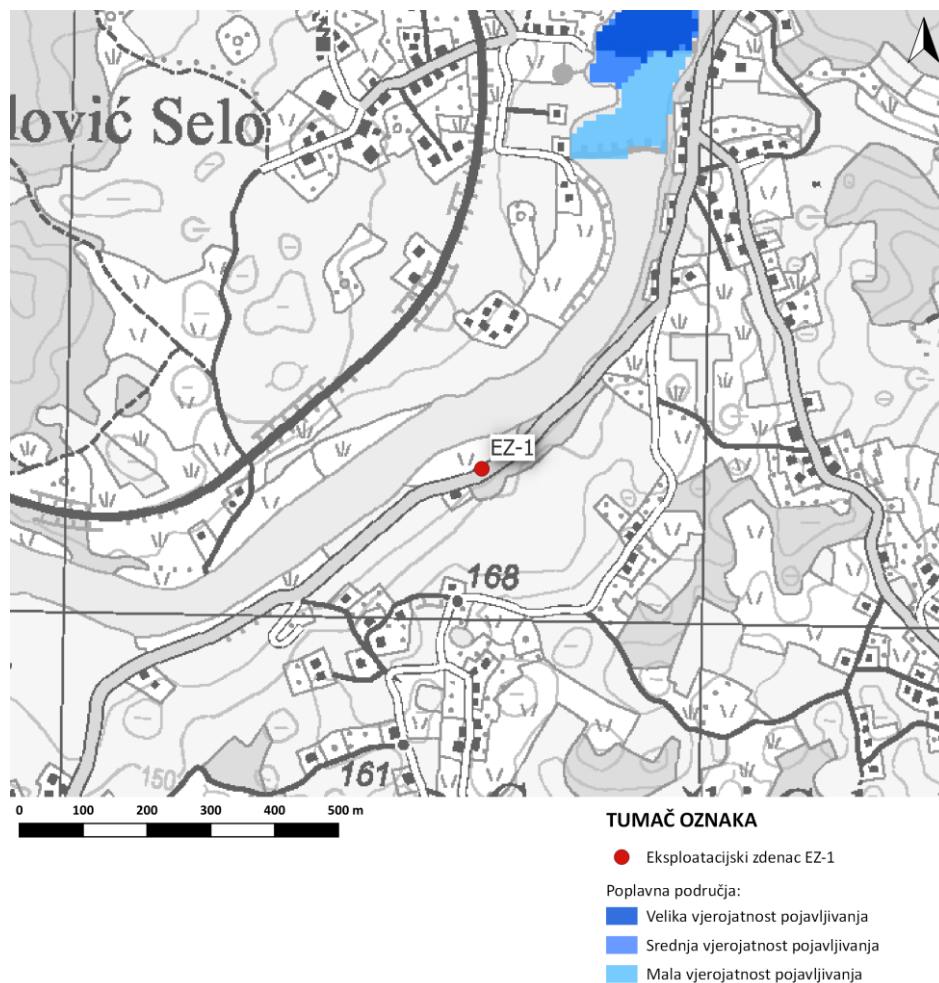 lović Selo
EZ-1
168
161
150
0 100 200 300 400 500 m
TUMAČ OZNAKA
Eksploatacijski zdenac EZ-1
Poplavna područja:
Velika vjerojatnost pojavljivanja
Srednja vjerojatnost pojavljivanja
Mala vjerojatnost pojavljivanja